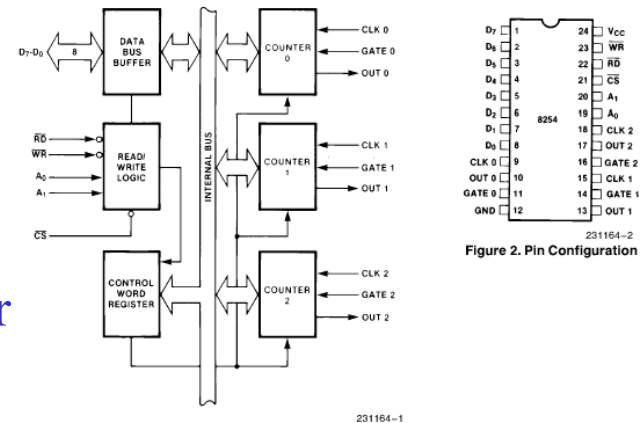 D7-D0
8
DATA
BUS
BUFFER
RD
WR
A0
A1
CS
READ/
WRITE
LOGIC
CONTROL
WORD
REGISTER
r
INTERNAL BUS
COUNTER
0
CLK 0
GATE 0
OUT 0
COUNTER
1
CLK 1
GATE 1
OUT 1
COUNTER
2
CLK 2
GATE 2
OUT 2
231164-1
D7 1 24 VCC
D6 2 23 WR
D5 3 22 RD
D4 4 21 CS
D3 5 20 A1
D2 6 19 A0
8254
D1 7 18 CLK 2
D0 8 17 OUT 2
CLK 0 9 16 GATE 2
OUT 0 10 15 CLK 1
GATE 0 11 14 GATE 1
GND 12 13 OUT 1
231164-2
Figure 2. Pin Configuration